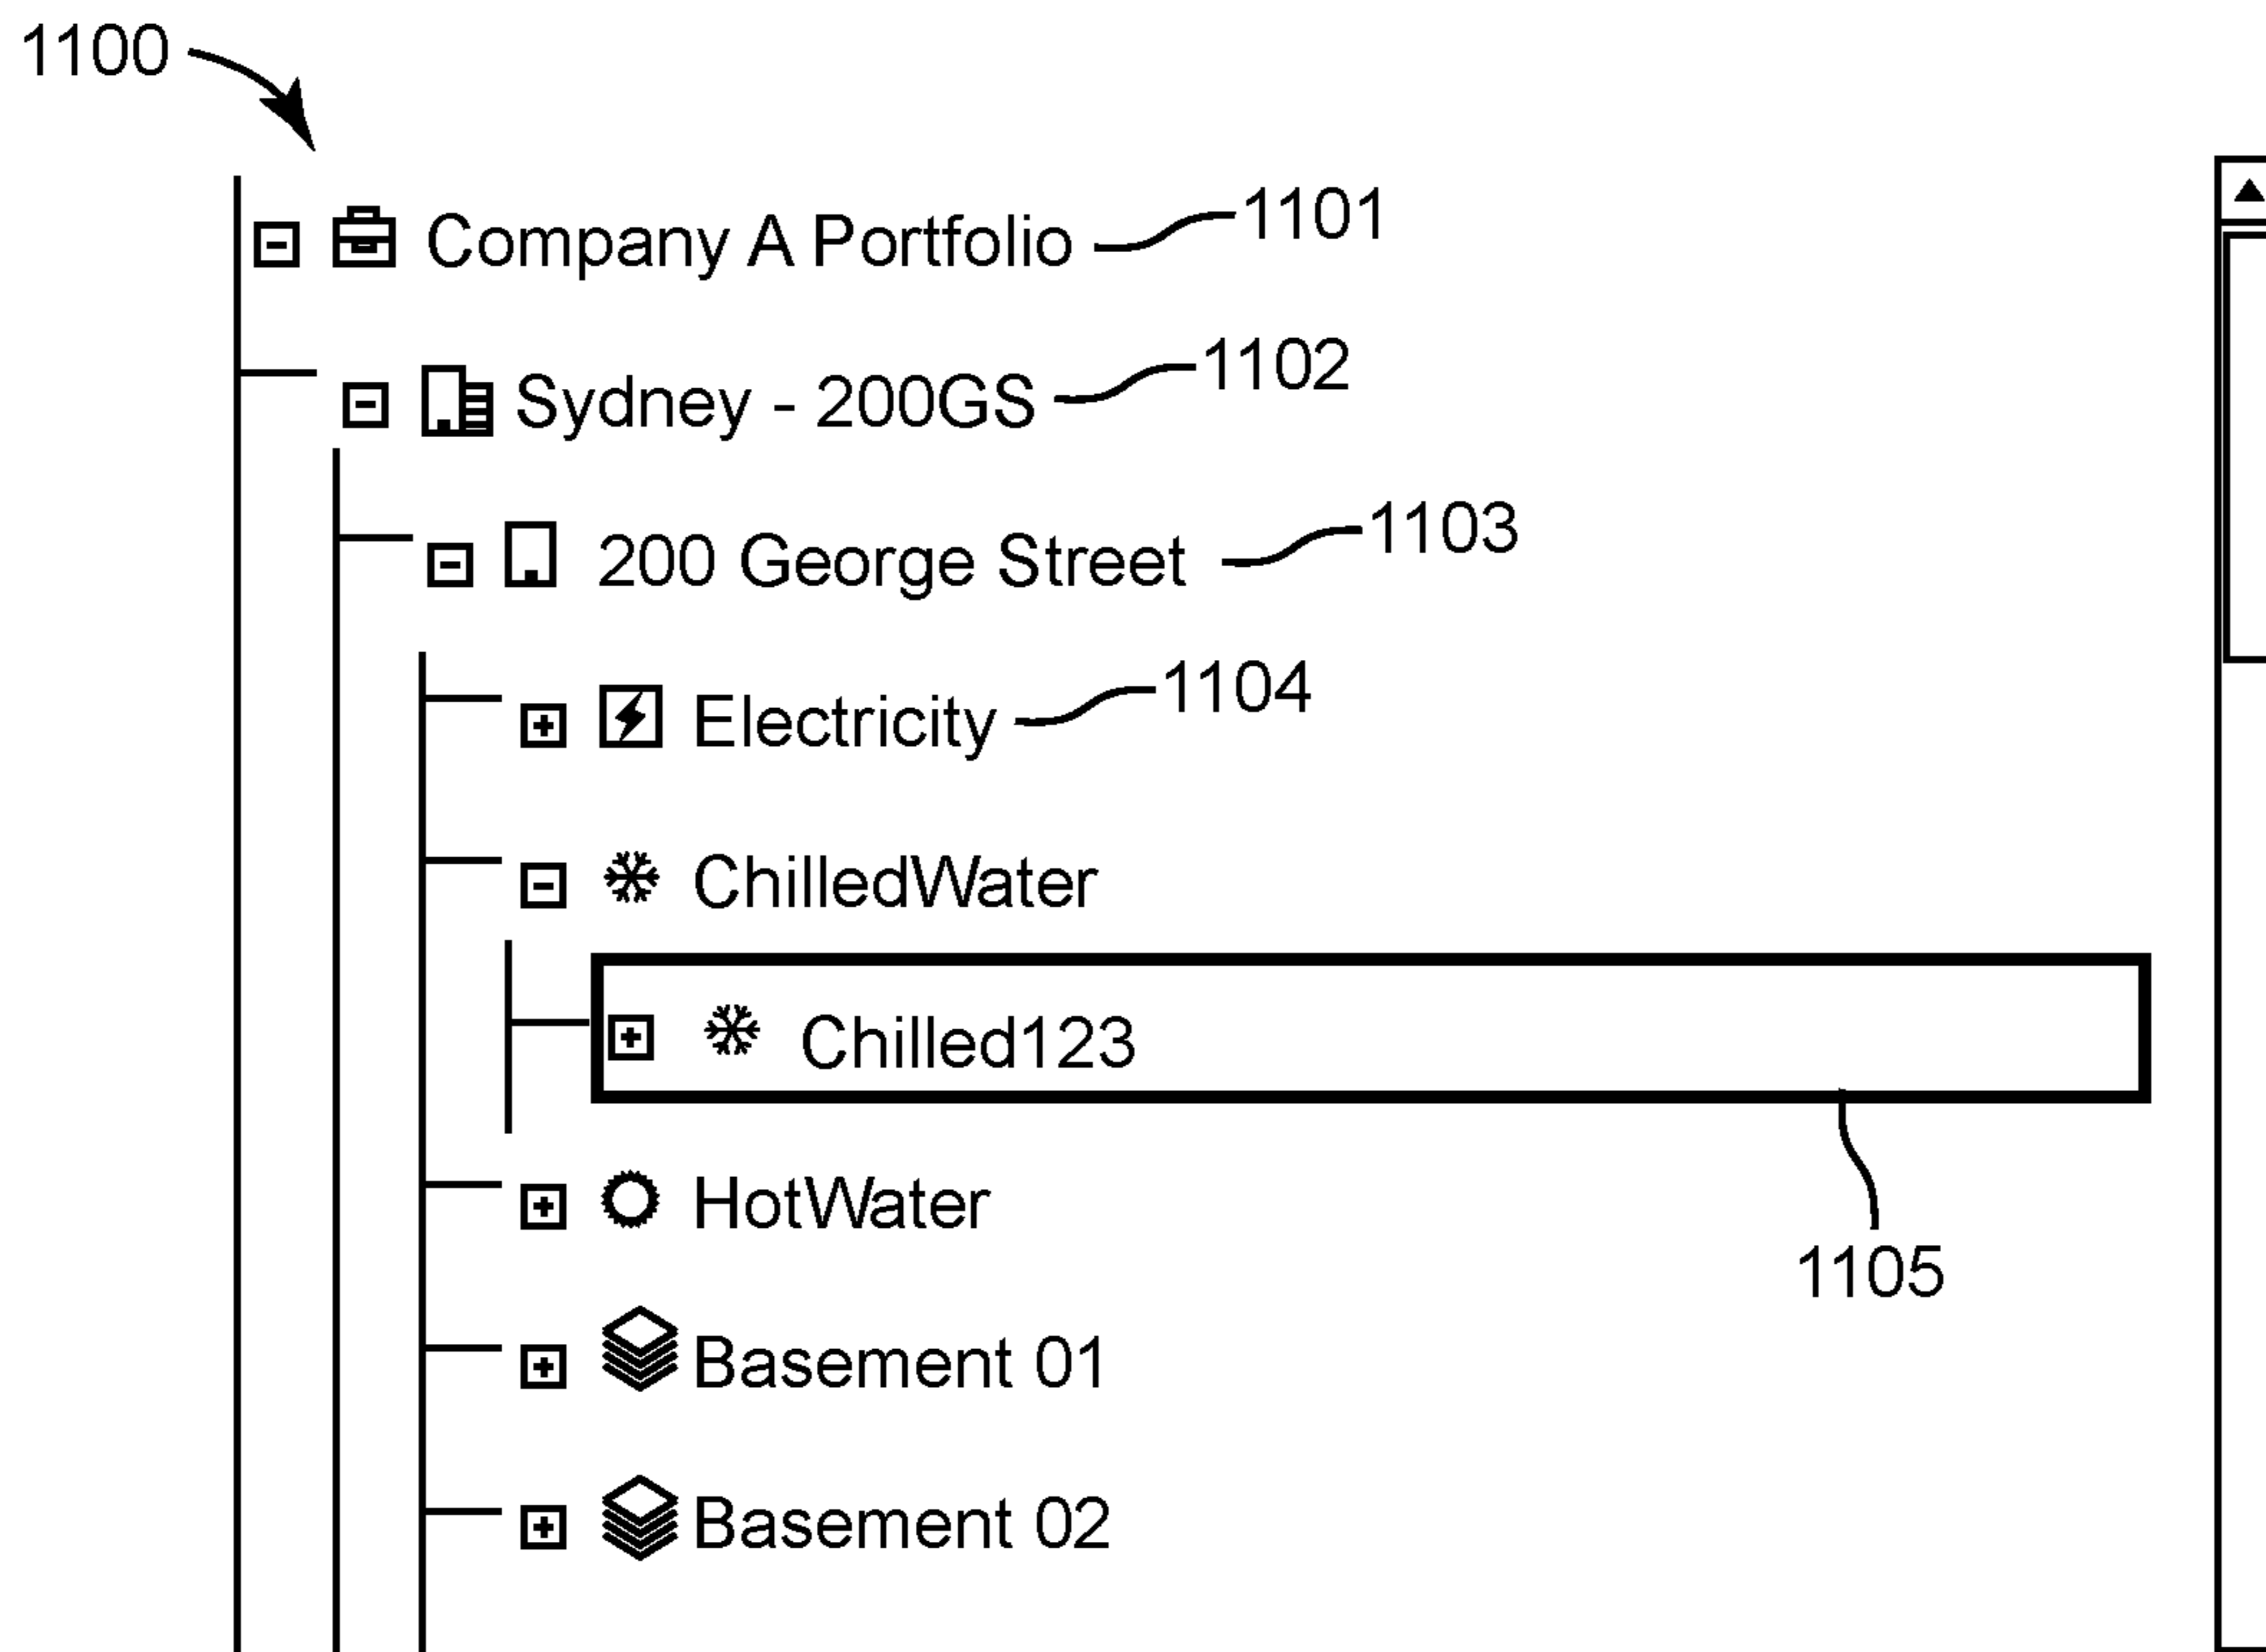 1100
Company A Portfolio 1101
Sydney - 200GS 1102
200 George Street 1103
Electricity 1104
ChilledWater
Chilled123
HotWater
1105
Basement 01
Basement 02